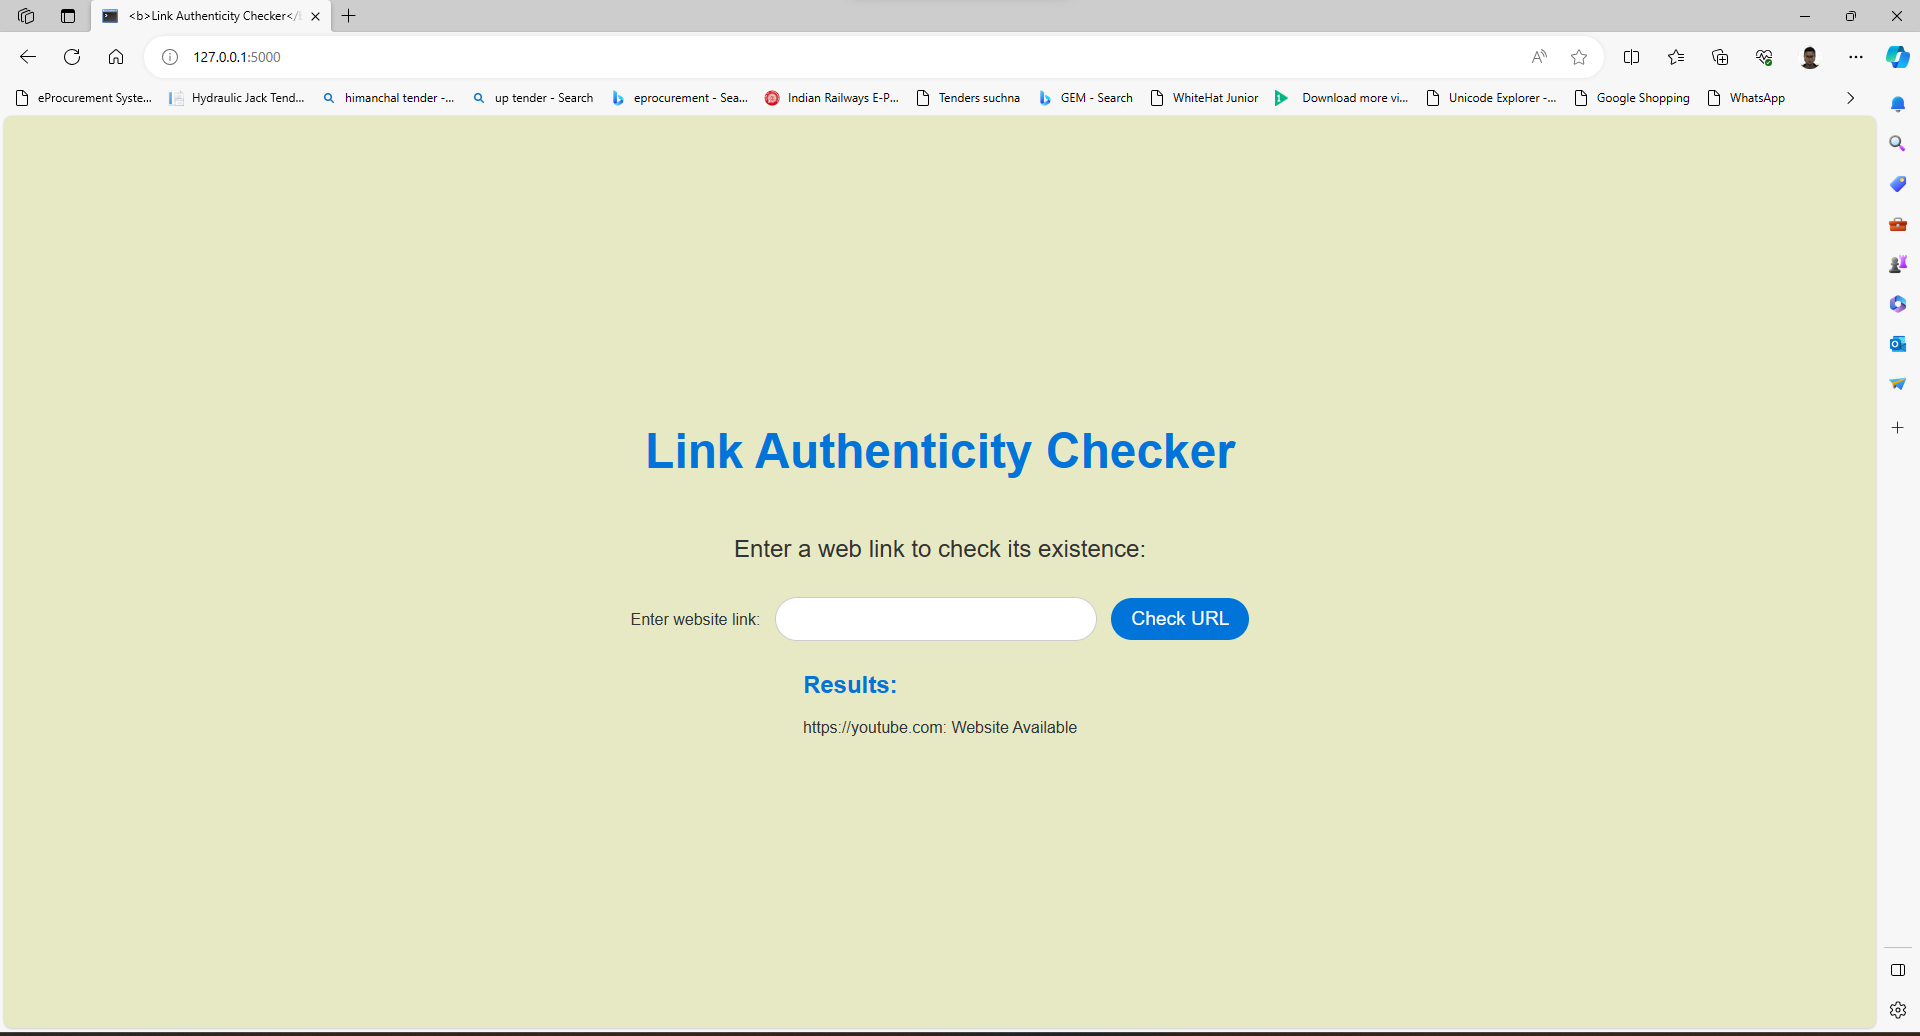 <b>Link Authenticity Checker</
127.0.0.1:5000
eProcurement Syste...
Hydraulic Jack Tend...
himanchal tender -...
up tender - Search
eprocurement - Sea...
Indian Railways E-P...
Tenders suchna
GEM - Search
WhiteHat Junior
Download more vi...
Unicode Explorer -...
Google Shopping
WhatsApp
Link Authenticity Checker
Enter a web link to check its existence:
Enter website link:
Check URL
Results:
https://youtube.com: Website Available